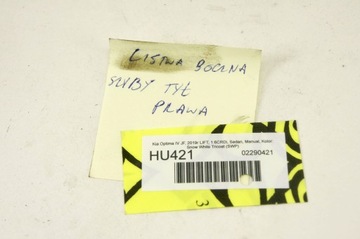 LISTWA BOCZNA
SZYBY TYŁ
PRAWA
Kia Optima IV JF, 2019r LIFT, 1.6CRDI, Sedan, Manual, Kolor:
Snow White Threet (SWP)
HU421
02290421